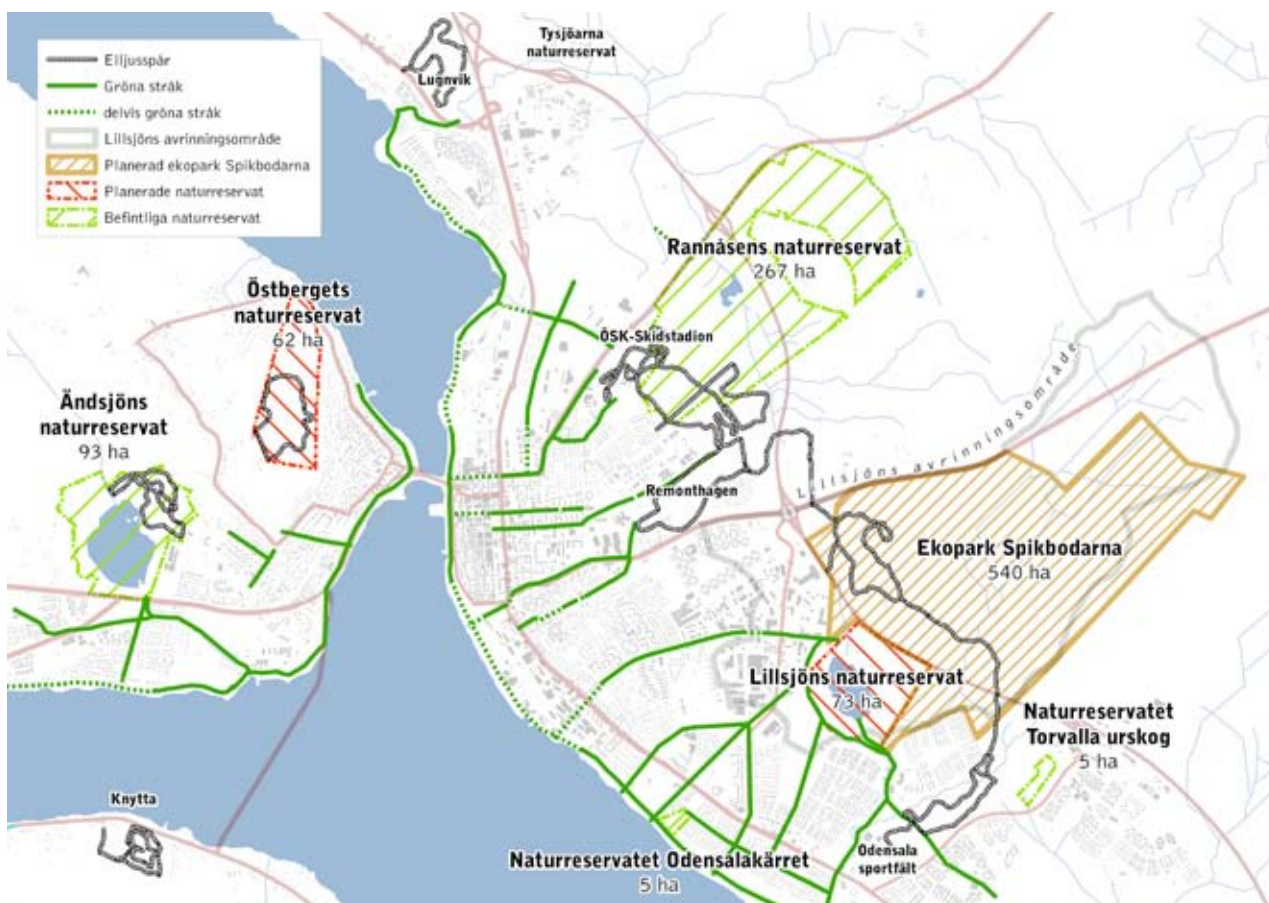 Elljusspår
Gröna stråk
delvis gröna stråk
Lillsjöns avrinningsområde
Planerad ekopark Spikbodarna
Planerade naturreservat
Befintliga naturreservat
Tysjöarna
naturreservat
Lugnvik
Rannåsens naturreservat
267 ha
Östbergets
naturreservat
62 ha
ÖSK-Skidstadion
Ändsjöns
naturreservat
93 ha
Lillsjöns avrinningsområde
Remonthagen
Ekopark Spikbodarna
540 ha
Lillsjöns naturreservat
73 ha
Naturreservatet
Torvalla urskog
5 ha
Knytta
Naturreservatet Odensalakärret
5 ha
Odensala
sportfält